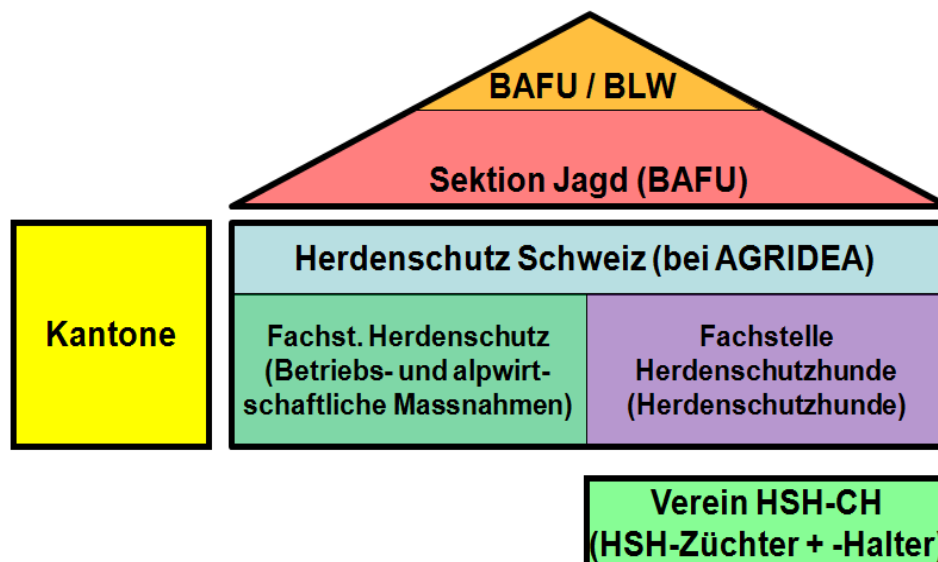 BAFU / BLW
Sektion Jagd (BAFU)
Herdenschutz Schweiz (bei AGRIDEA)
Kantone
Fachst. Herdenschutz
(Betriebs- und alpwirt-
schaftliche Massnahmen)
Fachstelle
Herdenschutzhunde
(Herdenschutzhunde)
Verein HSH-CH
(HSH-Züchter + -Halter)